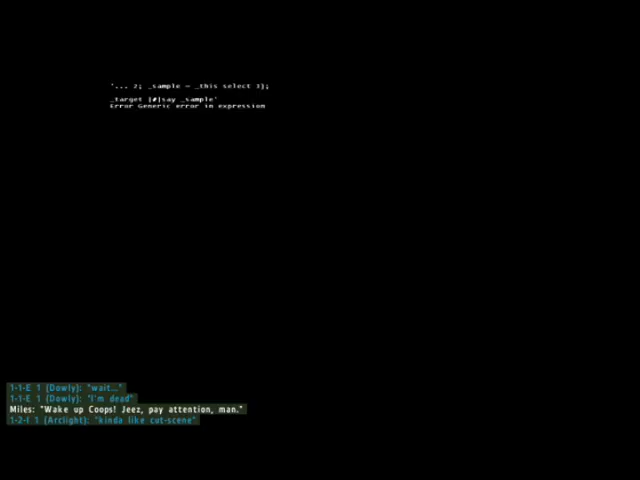 '... 2; _sample = _this select 3};
_target |#|say _sample'
Error Generic error in expression
1-1-E 1 (Dowly): "wait..."
1-1-E 1 (Dowly): "I'm dead"
Miles: "Wake up Coops! Jeez, pay attention, man."
1-2-I 1 (Arclight): "kinda like cut-scene"